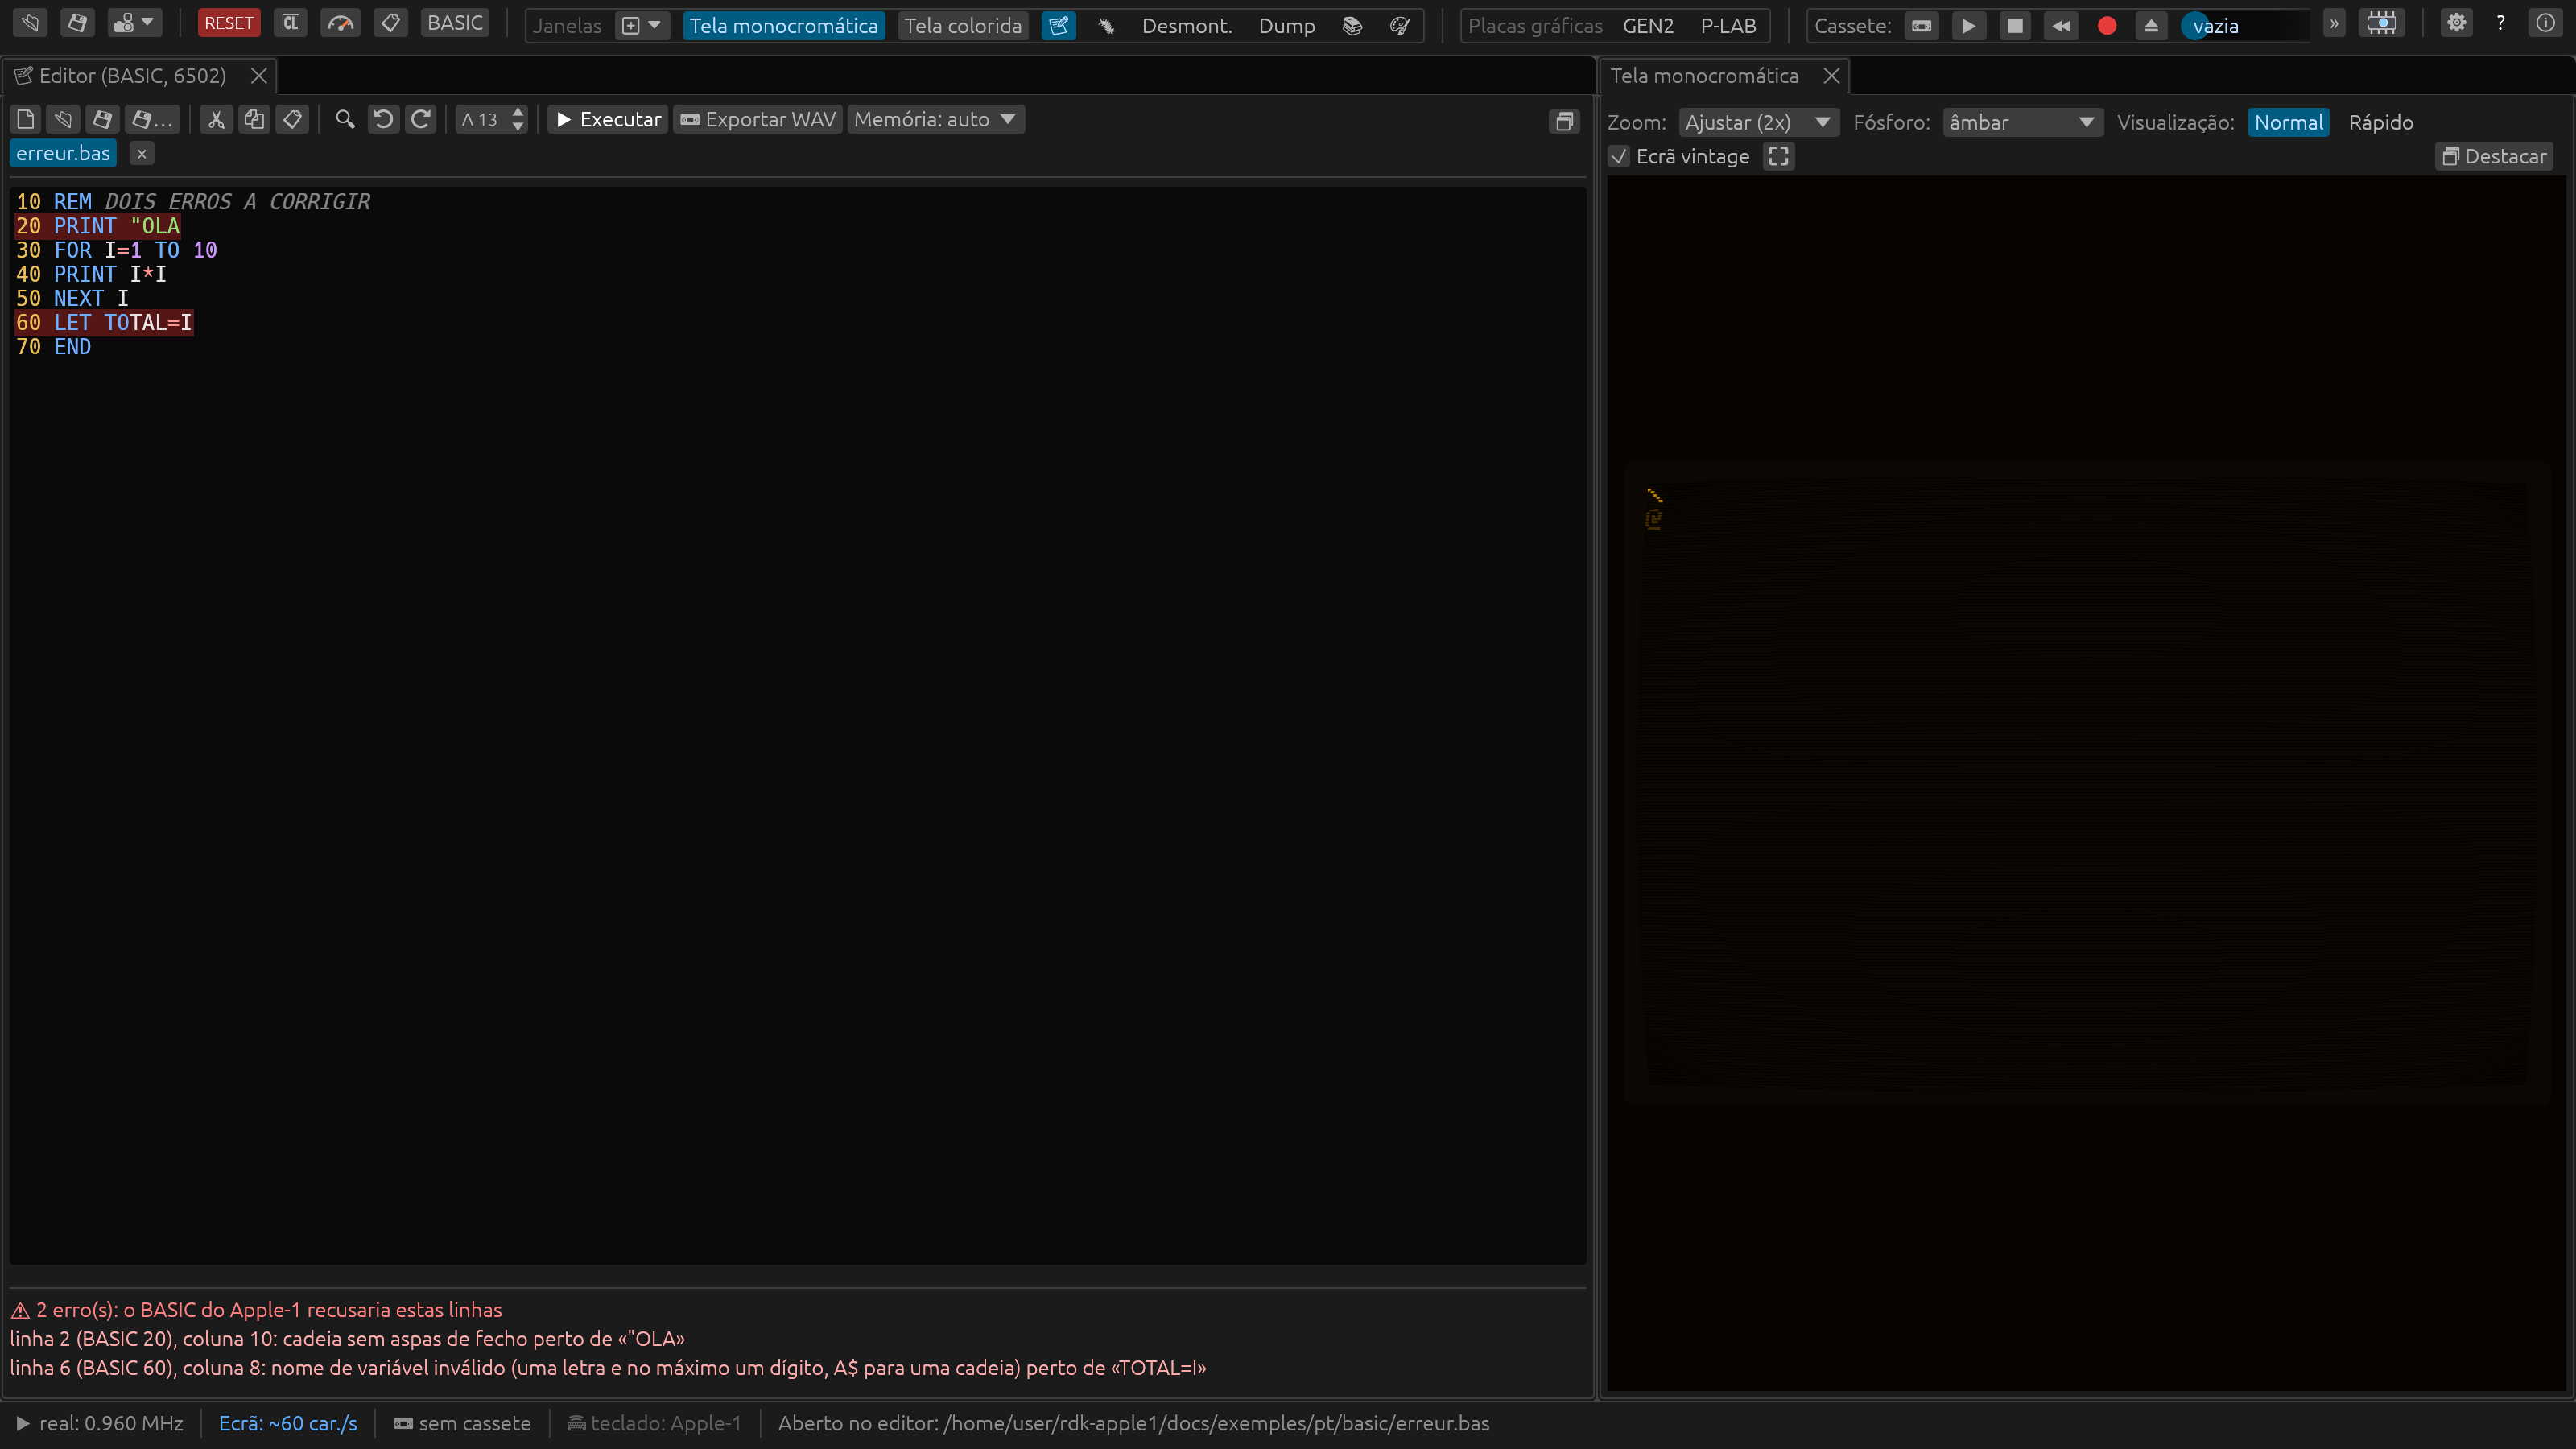 RESET BASIC Janelas Tela monocromática Tela colorida Desmont. Dump Placas gráficas GEN2 P-LAB Cassete: vazia » ?
Editor (BASIC, 6502)
A 13 Executar Exportar WAV Memória: auto
erreur.bas x
10 REM DOIS ERROS A CORRIGIR
20 PRINT "OLA
30 FOR I=1 TO 10
40 PRINT I*I
50 NEXT I
60 LET TOTAL=I
70 END
⚠ 2 erro(s): o BASIC do Apple-1 recusaria estas linhas
linha 2 (BASIC 20), coluna 10: cadeia sem aspas de fecho perto de «"OLA»
linha 6 (BASIC 60), coluna 8: nome de variável inválido (uma letra e no máximo um dígito, A$ para uma cadeia) perto de «TOTAL=I»
Tela monocromática
Zoom: Ajustar (2x) Fósforo: âmbar Visualização: Normal Rápido
Ecrã vintage Destacar
\
@
real: 0.960 MHz Ecrã: ~60 car./s sem cassete teclado: Apple-1 Aberto no editor: /home/user/rdk-apple1/docs/exemples/pt/basic/erreur.bas